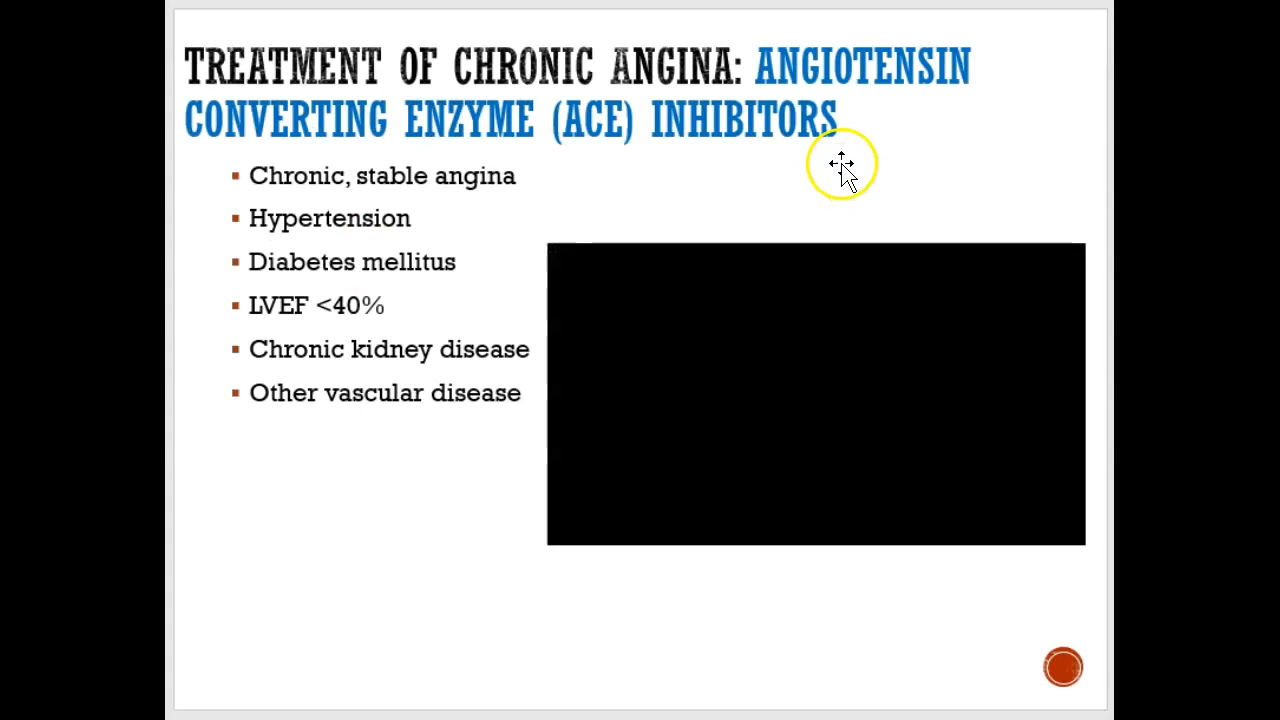 TREATMENT OF CHRONIC ANGINA: ANGIOTENSIN
CONVERTING ENZYME (ACE) INHIBITORS
▪ Chronic, stable angina
▪ Hypertension
▪ Diabetes mellitus
▪ LVEF <40%
▪ Chronic kidney disease
▪ Other vascular disease